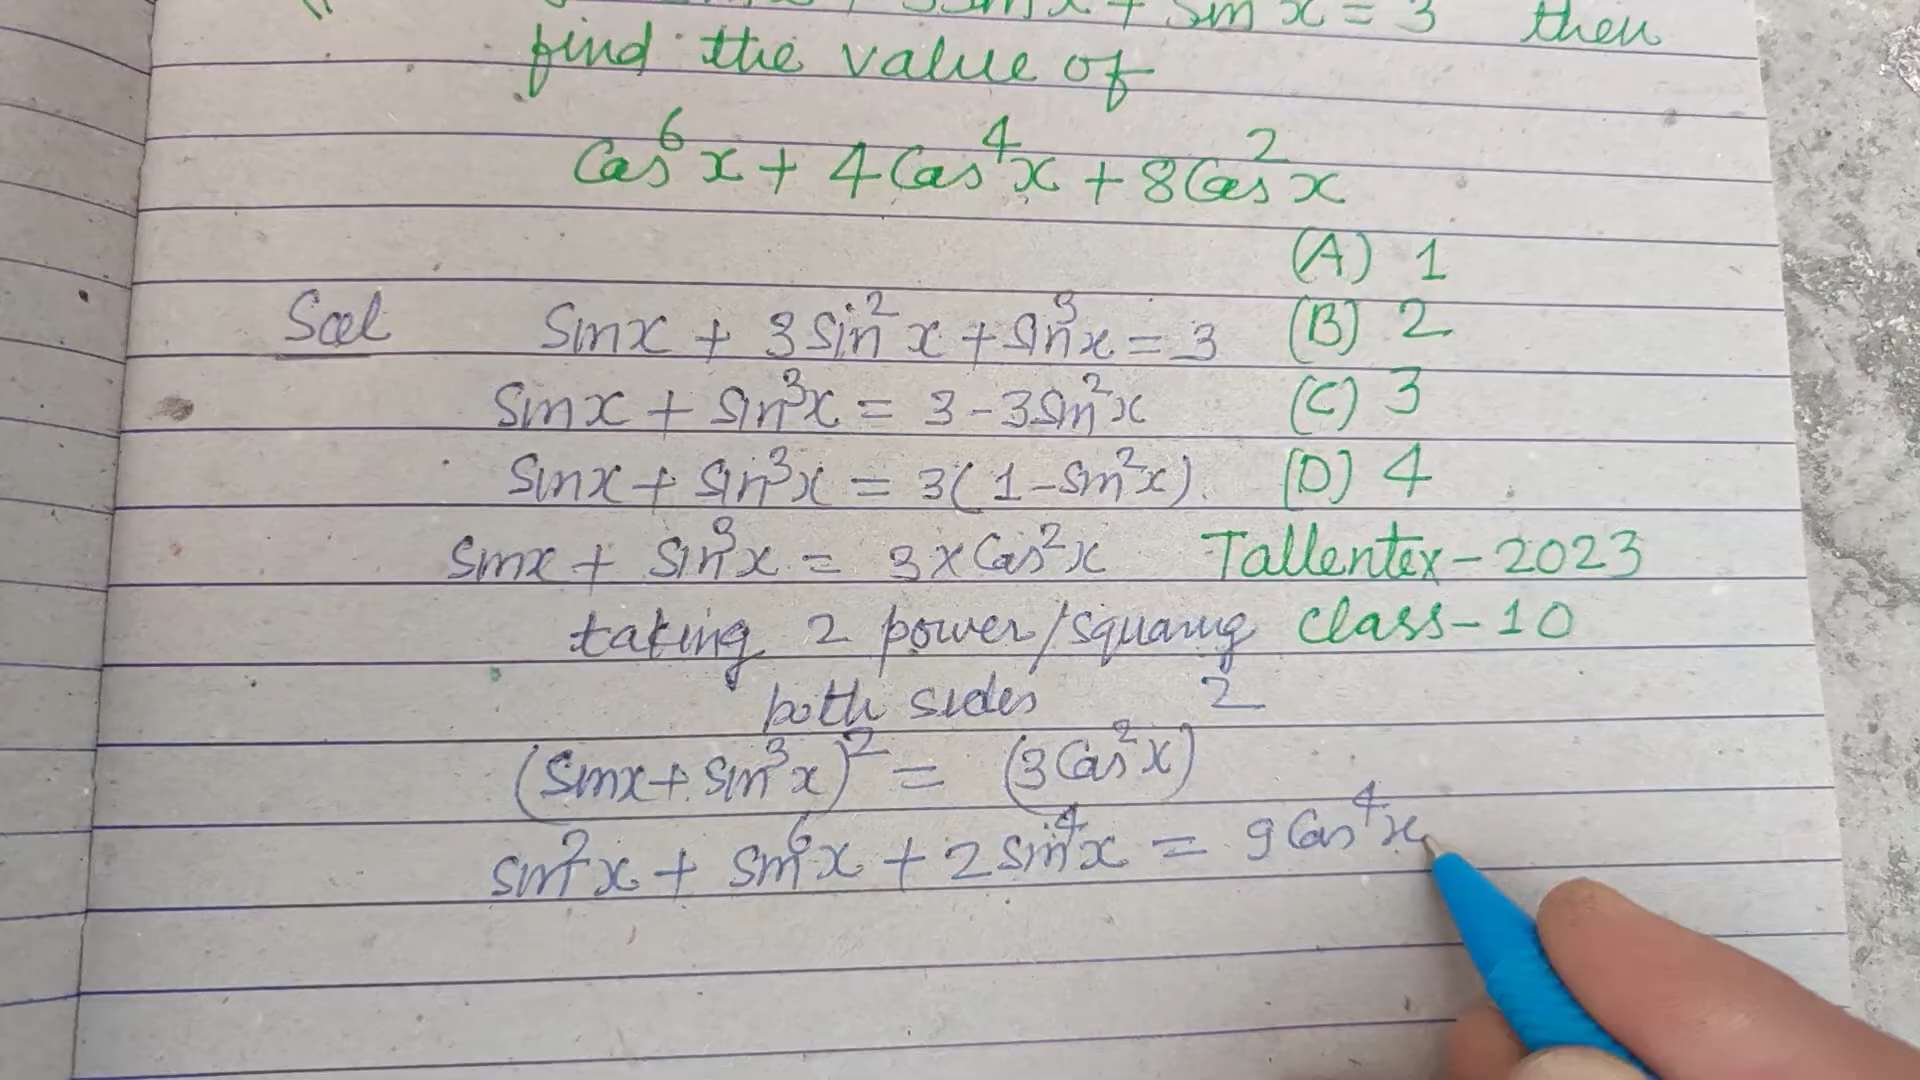 sin x = 3 then
find the value of
Cos⁶x + 4Cos⁴x + 8Cos²x
(A) 1
Sol Sinx + 3sin²x + sin³x = 3 (B) 2
Sinx + sin³x = 3 - 3sin²x (C) 3
Sinx + sin³x = 3(1 - sin²x). (D) 4
Sinx + sin³x = 3 x Cos²x Tallentex - 2023
taking 2 power/squaring class - 10
both sides
(Sinx + sin³x)² = (3Cos²x)²
sin²x + sin⁶x + 2sin⁴x = 9Cos⁴x